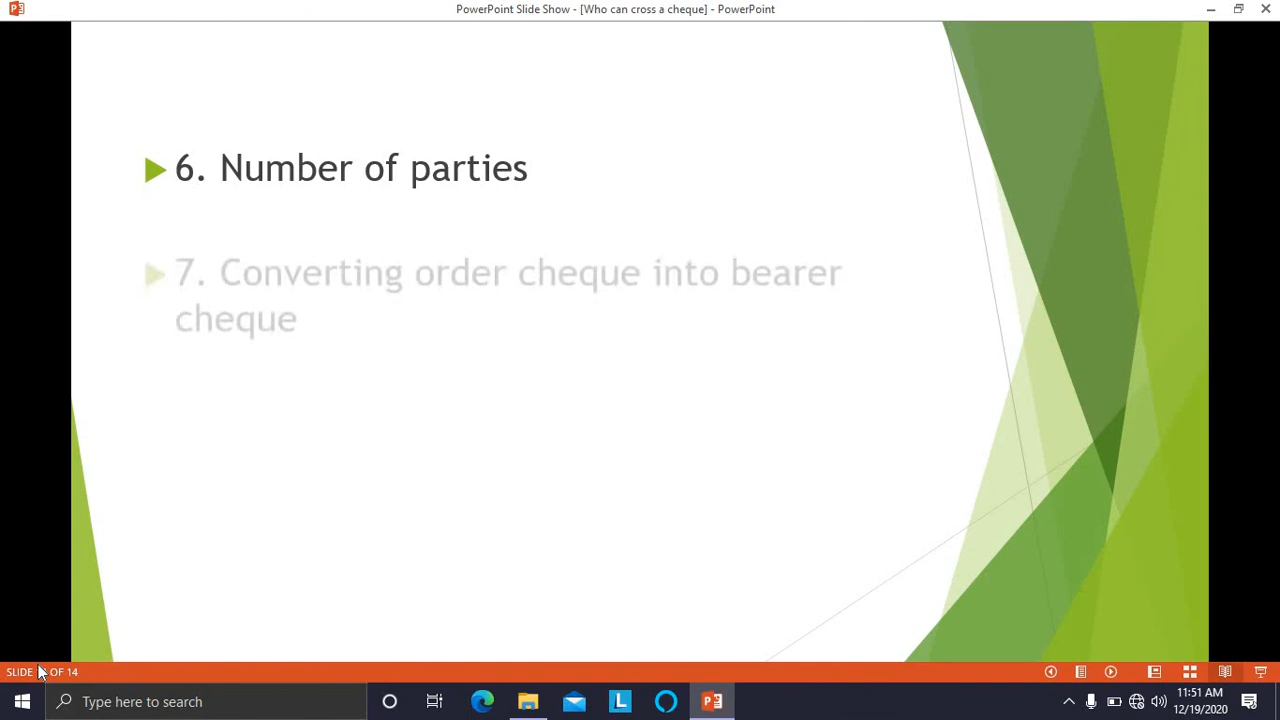 PowerPoint Slide Show - [Who can cross a cheque] - PowerPoint
6. Number of parties
7. Converting order cheque into bearer
cheque
SLIDE OF 14
Type here to search
L
11:51 AM
12/19/2020